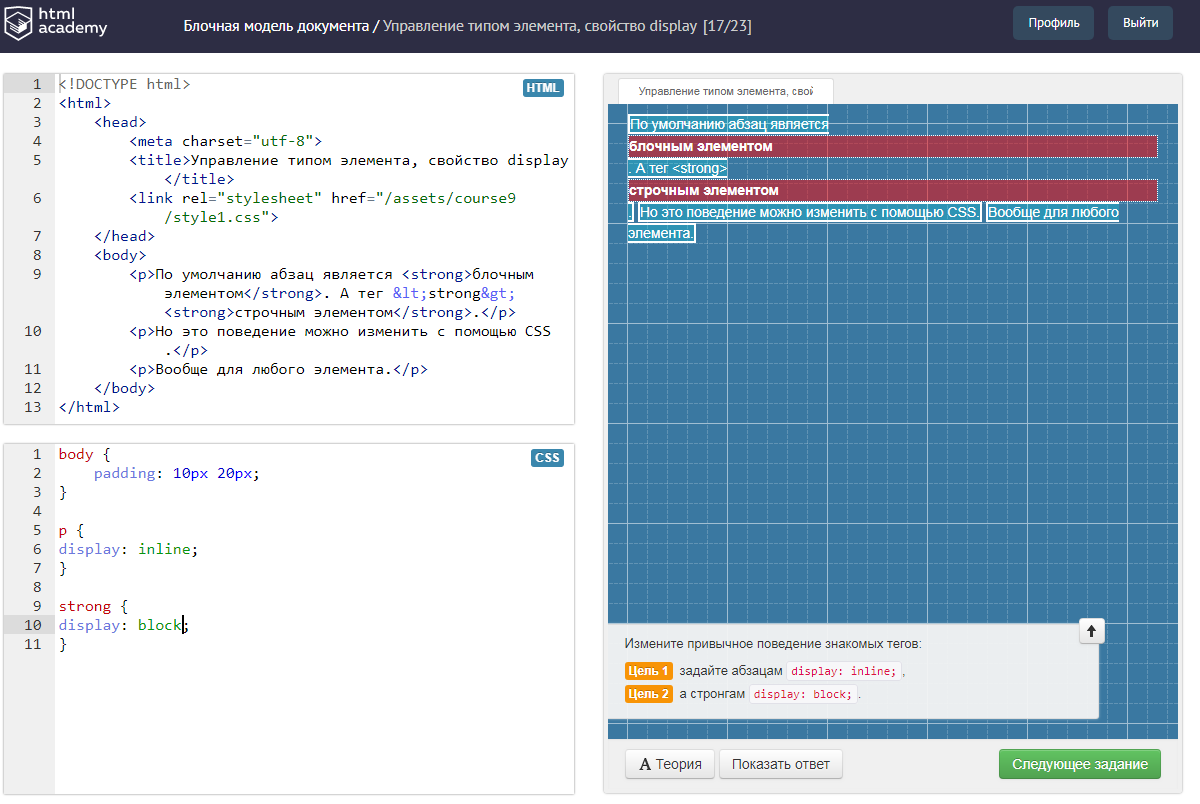 html academy
Блочная модель документа / Управление типом элемента, свойство display [17/23]
Профиль
Выйти
HTML
1 <!DOCTYPE html>
2 <html>
3 <head>
4 <meta charset="utf-8">
5 <title>Управление типом элемента, свойство display
</title>
6 <link rel="stylesheet" href="/assets/course9
/style1.css">
7 </head>
8 <body>
9 <p>По умолчанию абзац является <strong>блочным
элементом</strong>. А тег &lt;strong&gt;
<strong>строчным элементом</strong>.</p>
10 <p>Но это поведение можно изменить с помощью CSS
.</p>
11 <p>Вообще для любого элемента.</p>
12 </body>
13 </html>
CSS
1 body {
2 padding: 10px 20px;
3 }
4
5 p {
6 display: inline;
7 }
8
9 strong {
10 display: block;
11 }
Управление типом элемента, свой
По умолчанию абзац является
блочным элементом
. А тег <strong>
строчным элементом
. Но это поведение можно изменить с помощью CSS. Вообще для любого
элемента.
Измените привычное поведение знакомых тегов:
Цель 1 задайте абзацам display: inline; ,
Цель 2 а стронгам display: block; .
A Теория
Показать ответ
Следующее задание